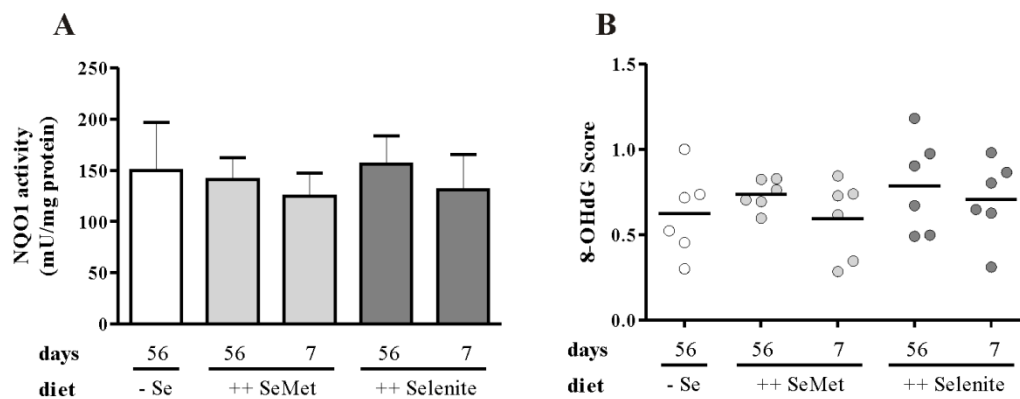 A
NQO1 activity
(mU/mg protein)
250
200
150
100
50
0
days 56 56 7 56 7
diet - Se ++ SeMet ++ Selenite
B
8-OHdG Score
1.5
1.0
0.5
0.0
days 56 56 7 56 7
diet - Se ++ SeMet ++ Selenite